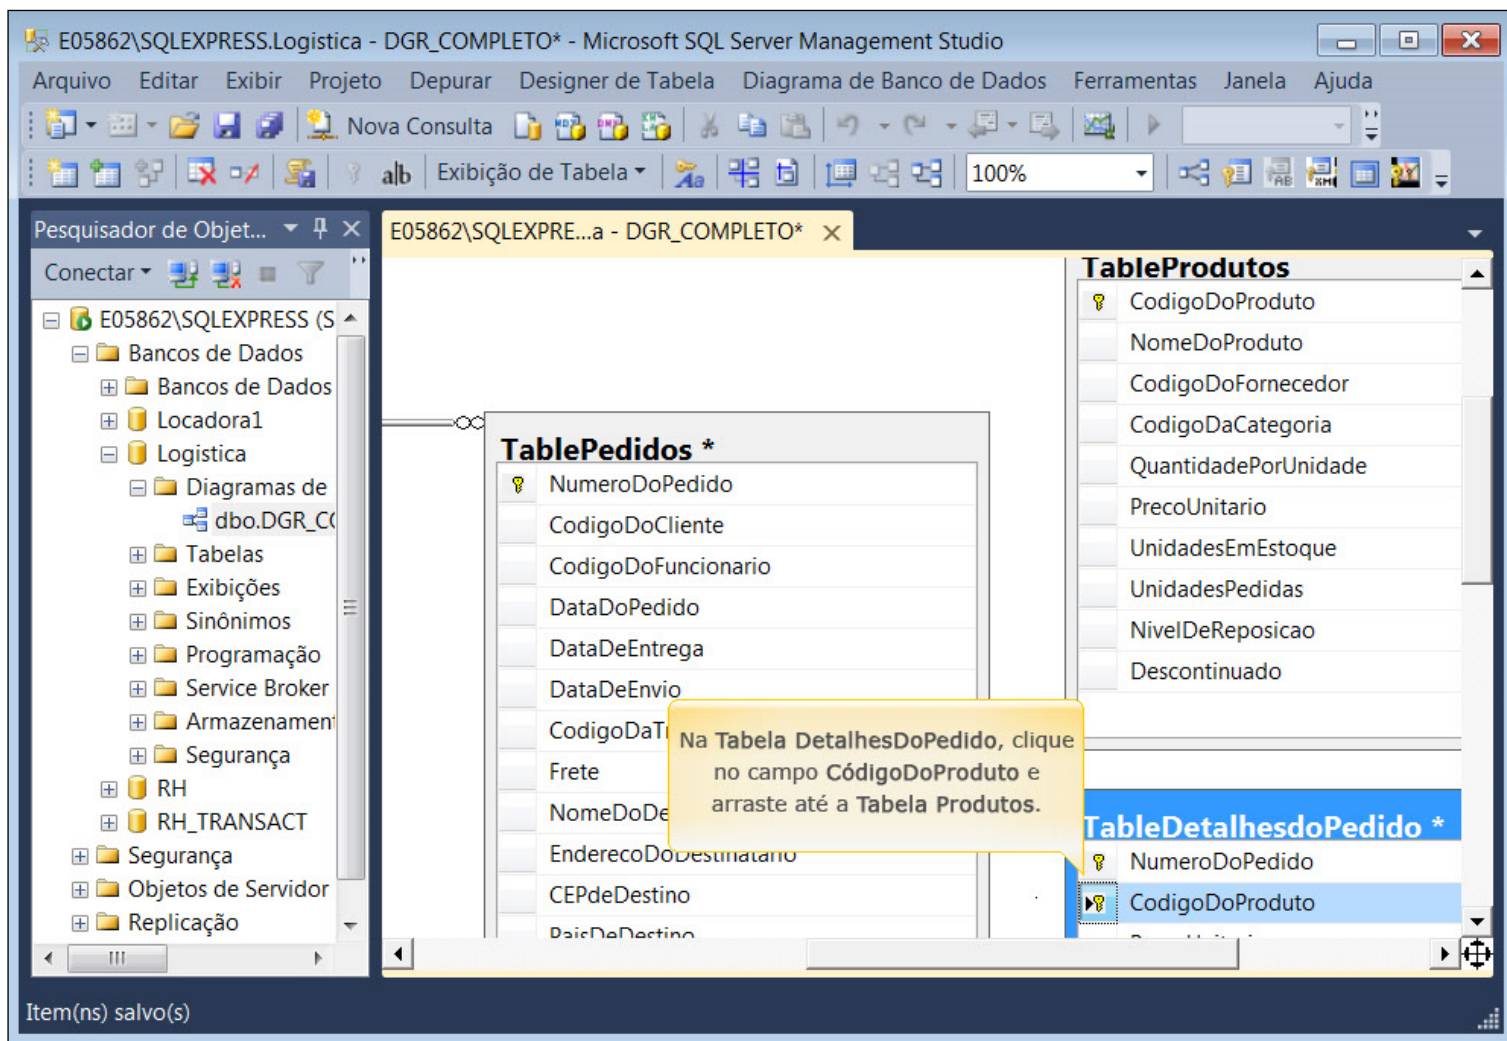 E05862\SQLEXPRESS.Logistica - DGR_COMPLETO* - Microsoft SQL Server Management Studio
Arquivo Editar Exibir Projeto Depurar Designer de Tabela Diagrama de Banco de Dados Ferramentas Janela Ajuda
Nova Consulta
a|b Exibição de Tabela 100%
Pesquisador de Objet...
E05862\SQLEXPRE...a - DGR_COMPLETO*
Conectar
E05862\SQLEXPRESS (S
Bancos de Dados
Bancos de Dados
Locadora1
Logistica
Diagramas de
dbo.DGR_C
Tabelas
Exibições
Sinônimos
Programação
Service Broker
Armazenament
Segurança
RH
RH_TRANSACT
Segurança
Objetos de Servidor
Replicação
TablePedidos *
NumeroDoPedido
CodigoDoCliente
CodigoDoFuncionario
DataDoPedido
DataDeEntrega
DataDeEnvio
CodigoDaT
Frete
NomeDoDe
EnderecoDoDestinatario
CEPdeDestino
PaisDeDestino
TableProdutos
CodigoDoProduto
NomeDoProduto
CodigoDoFornecedor
CodigoDaCategoria
QuantidadePorUnidade
PrecoUnitario
UnidadesEmEstoque
UnidadesPedidas
NivelDeReposicao
Descontinuado
Na Tabela DetalhesDoPedido, clique
no campo CódigoDoProduto e
arraste até a Tabela Produtos.
TableDetalhesdoPedido *
NumeroDoPedido
CodigoDoProduto
Item(ns) salvo(s)